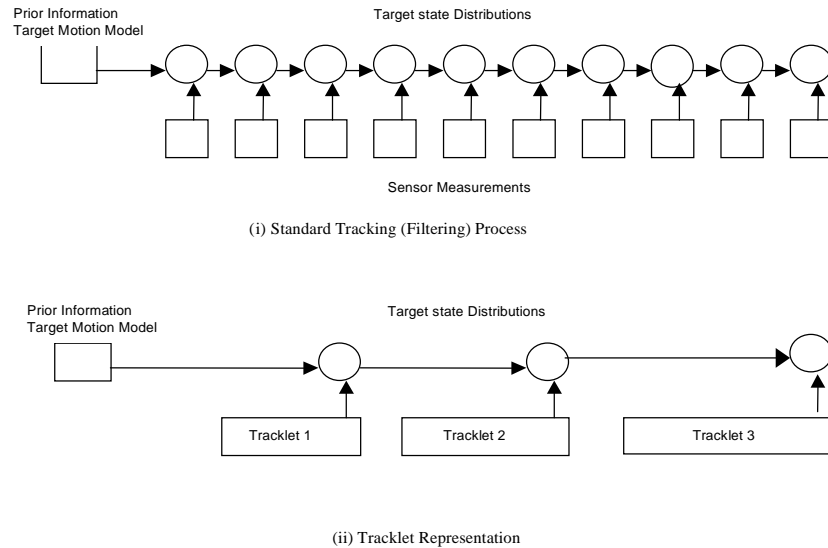 Prior Information
Target Motion Model
Target state Distributions
Sensor Measurements
(i) Standard Tracking (Filtering) Process
Prior Information
Target Motion Model
Target state Distributions
Tracklet 1
Tracklet 2
Tracklet 3
(ii) Tracklet Representation